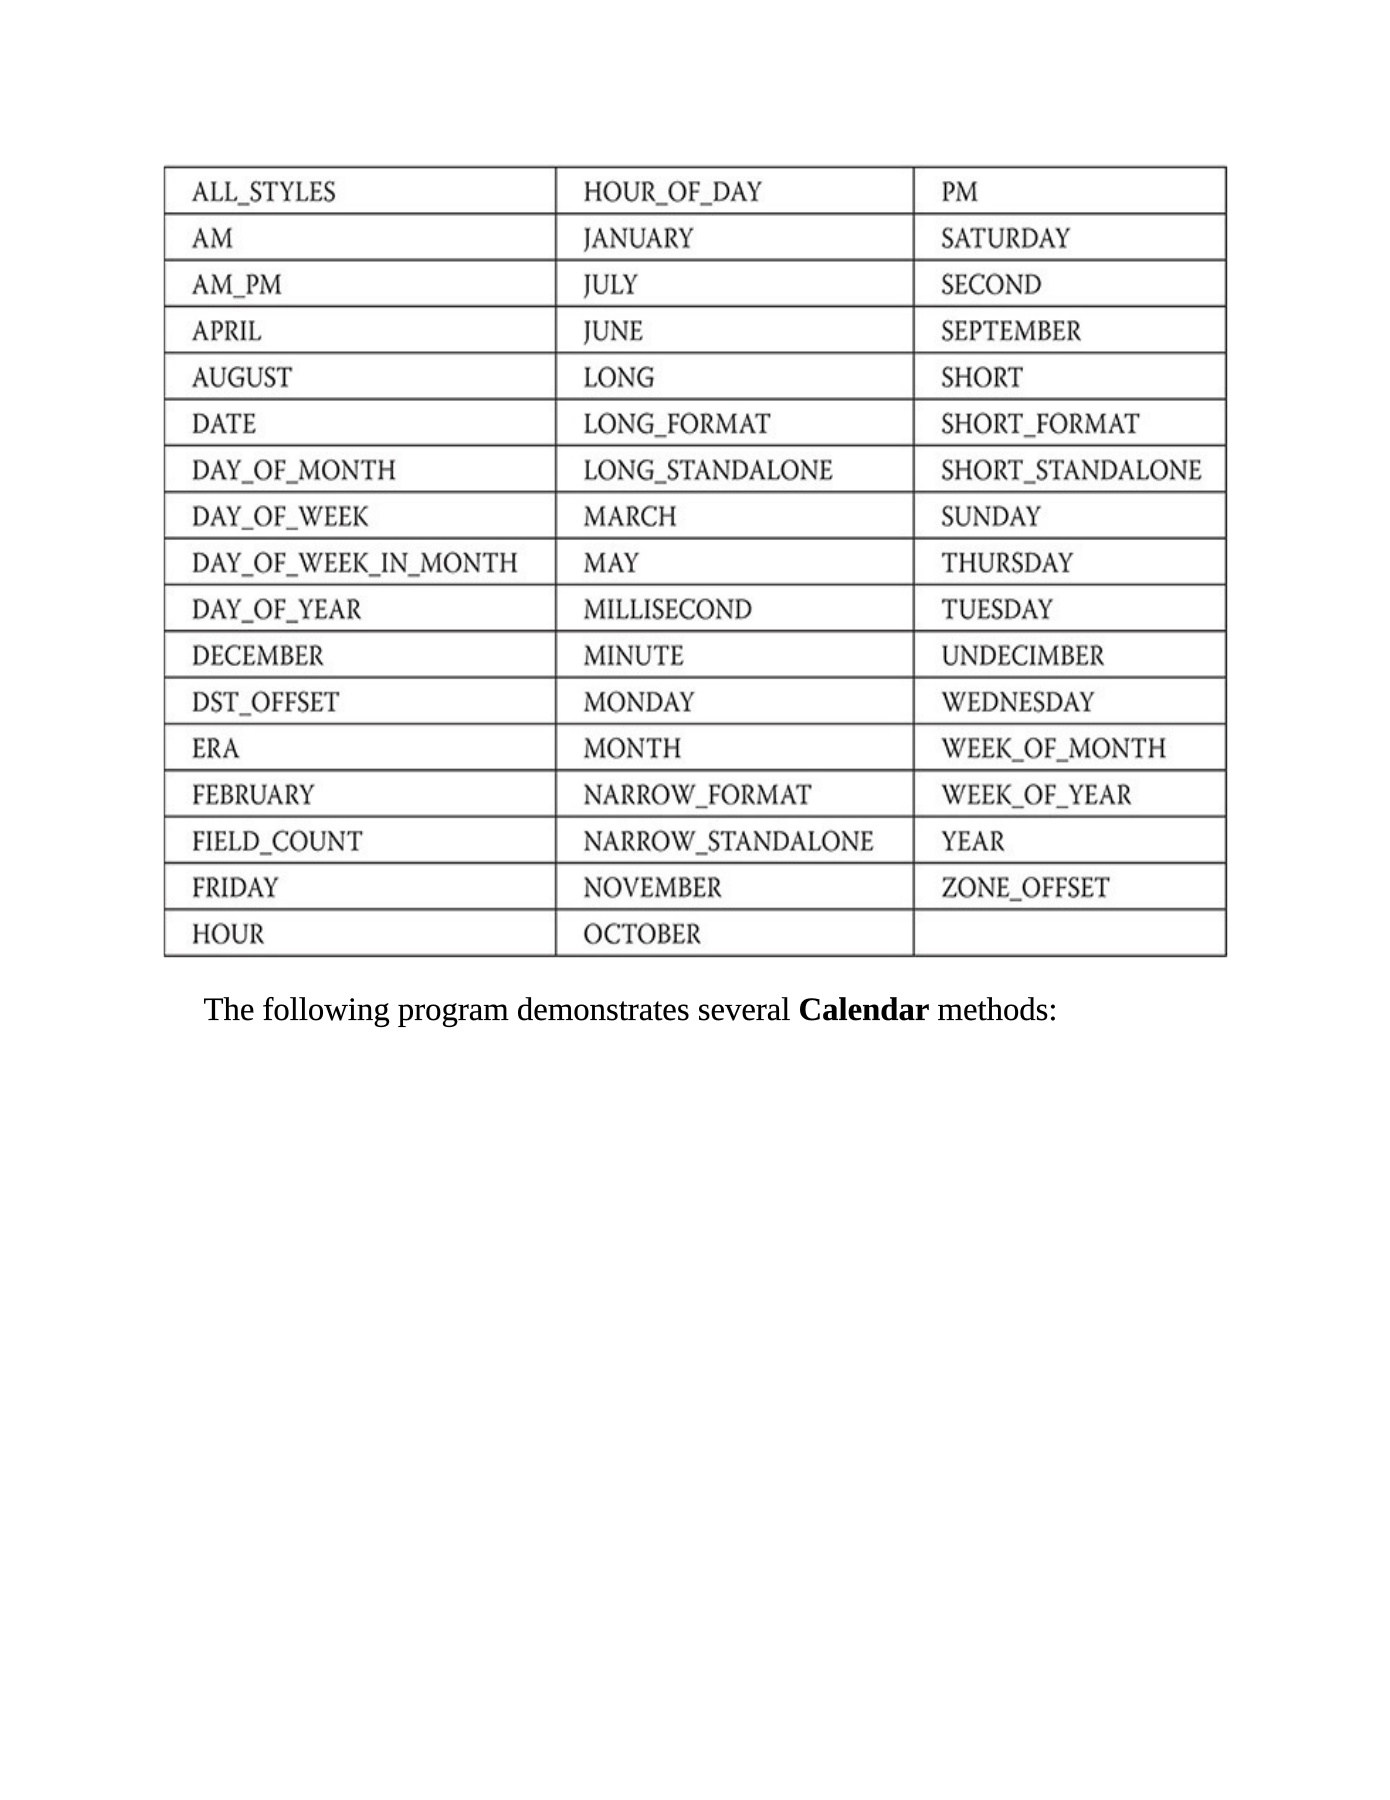 ALL_STYLES HOUR_OF_DAY PM
AM JANUARY SATURDAY
AM_PM JULY SECOND
APRIL JUNE SEPTEMBER
AUGUST LONG SHORT
DATE LONG_FORMAT SHORT_FORMAT
DAY_OF_MONTH LONG_STANDALONE SHORT_STANDALONE
DAY_OF_WEEK MARCH SUNDAY
DAY_OF_WEEK_IN_MONTH MAY THURSDAY
DAY_OF_YEAR MILLISECOND TUESDAY
DECEMBER MINUTE UNDECIMBER
DST_OFFSET MONDAY WEDNESDAY
ERA MONTH WEEK_OF_MONTH
FEBRUARY NARROW_FORMAT WEEK_OF_YEAR
FIELD_COUNT NARROW_STANDALONE YEAR
FRIDAY NOVEMBER ZONE_OFFSET
HOUR OCTOBER
The following program demonstrates several Calendar methods: